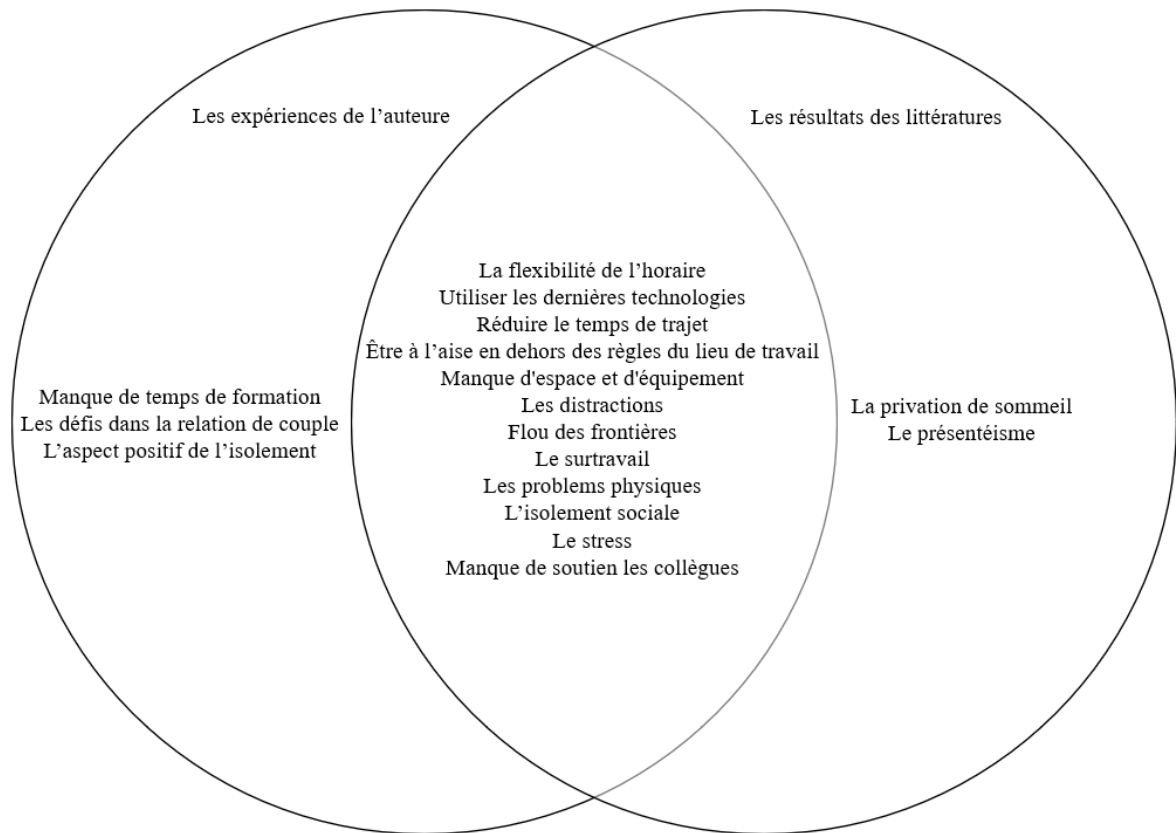 Les expériences de l’auteure
Les résultats des littératures
La flexibilité de l’horaire
Utiliser les dernières technologies
Réduire le temps de trajet
Être à l’aise en dehors des règles du lieu de travail
Manque d'espace et d'équipement
Les distractions
Flou des frontières
Le surtravail
Les problems physiques
L’isolement sociale
Le stress
Manque de soutien les collègues
Manque de temps de formation
Les défis dans la relation de couple
L’aspect positif de l’isolement
La privation de sommeil
Le présentéisme